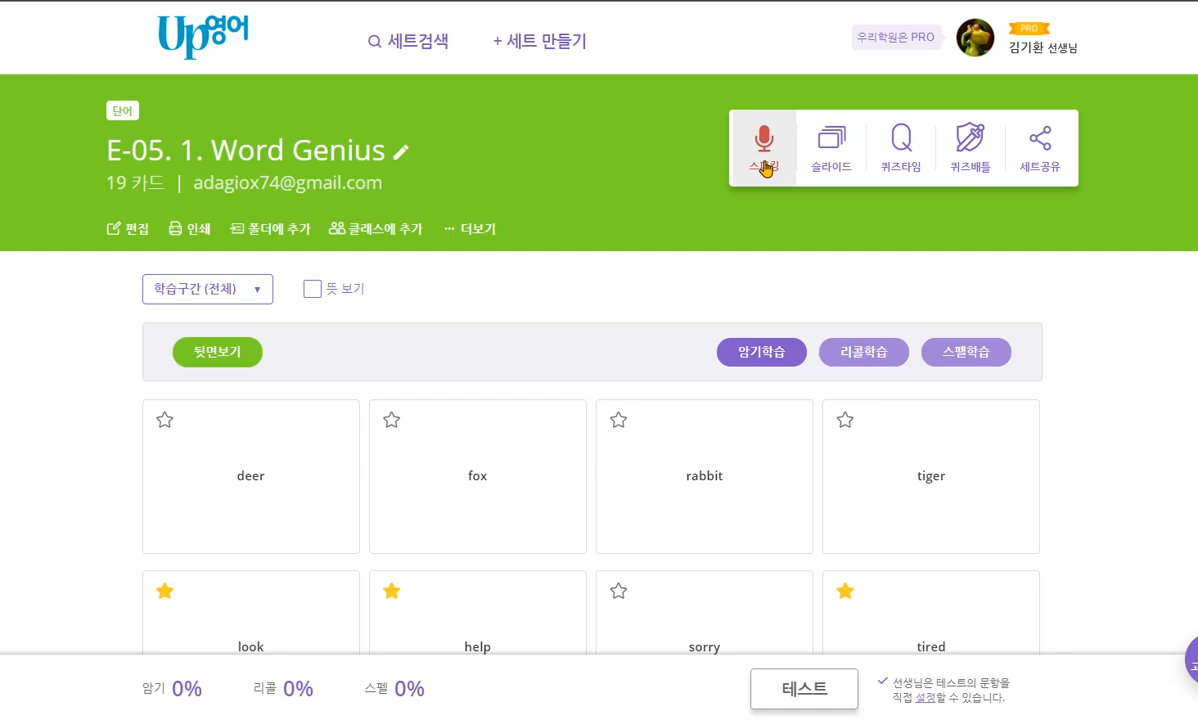 Up영어
세트검색
+ 세트 만들기
우리학원은 PRO
PRO
김기환 선생님
단어
E-05. 1. Word Genius
19 카드 | adagiox74@gmail.com
편집
인쇄
폴더에 추가
클래스에 추가
··· 더보기
슬라이드
퀴즈타임
퀴즈배틀
세트공유
학습구간 (전체) ▼
뜻 보기
뒷면보기
암기학습
리콜학습
스펠학습
deer
fox
rabbit
tiger
look
help
sorry
tired
암기 0%
리콜 0%
스펠 0%
테스트
선생님은 테스트의 문항을
직접 설정할 수 있습니다.